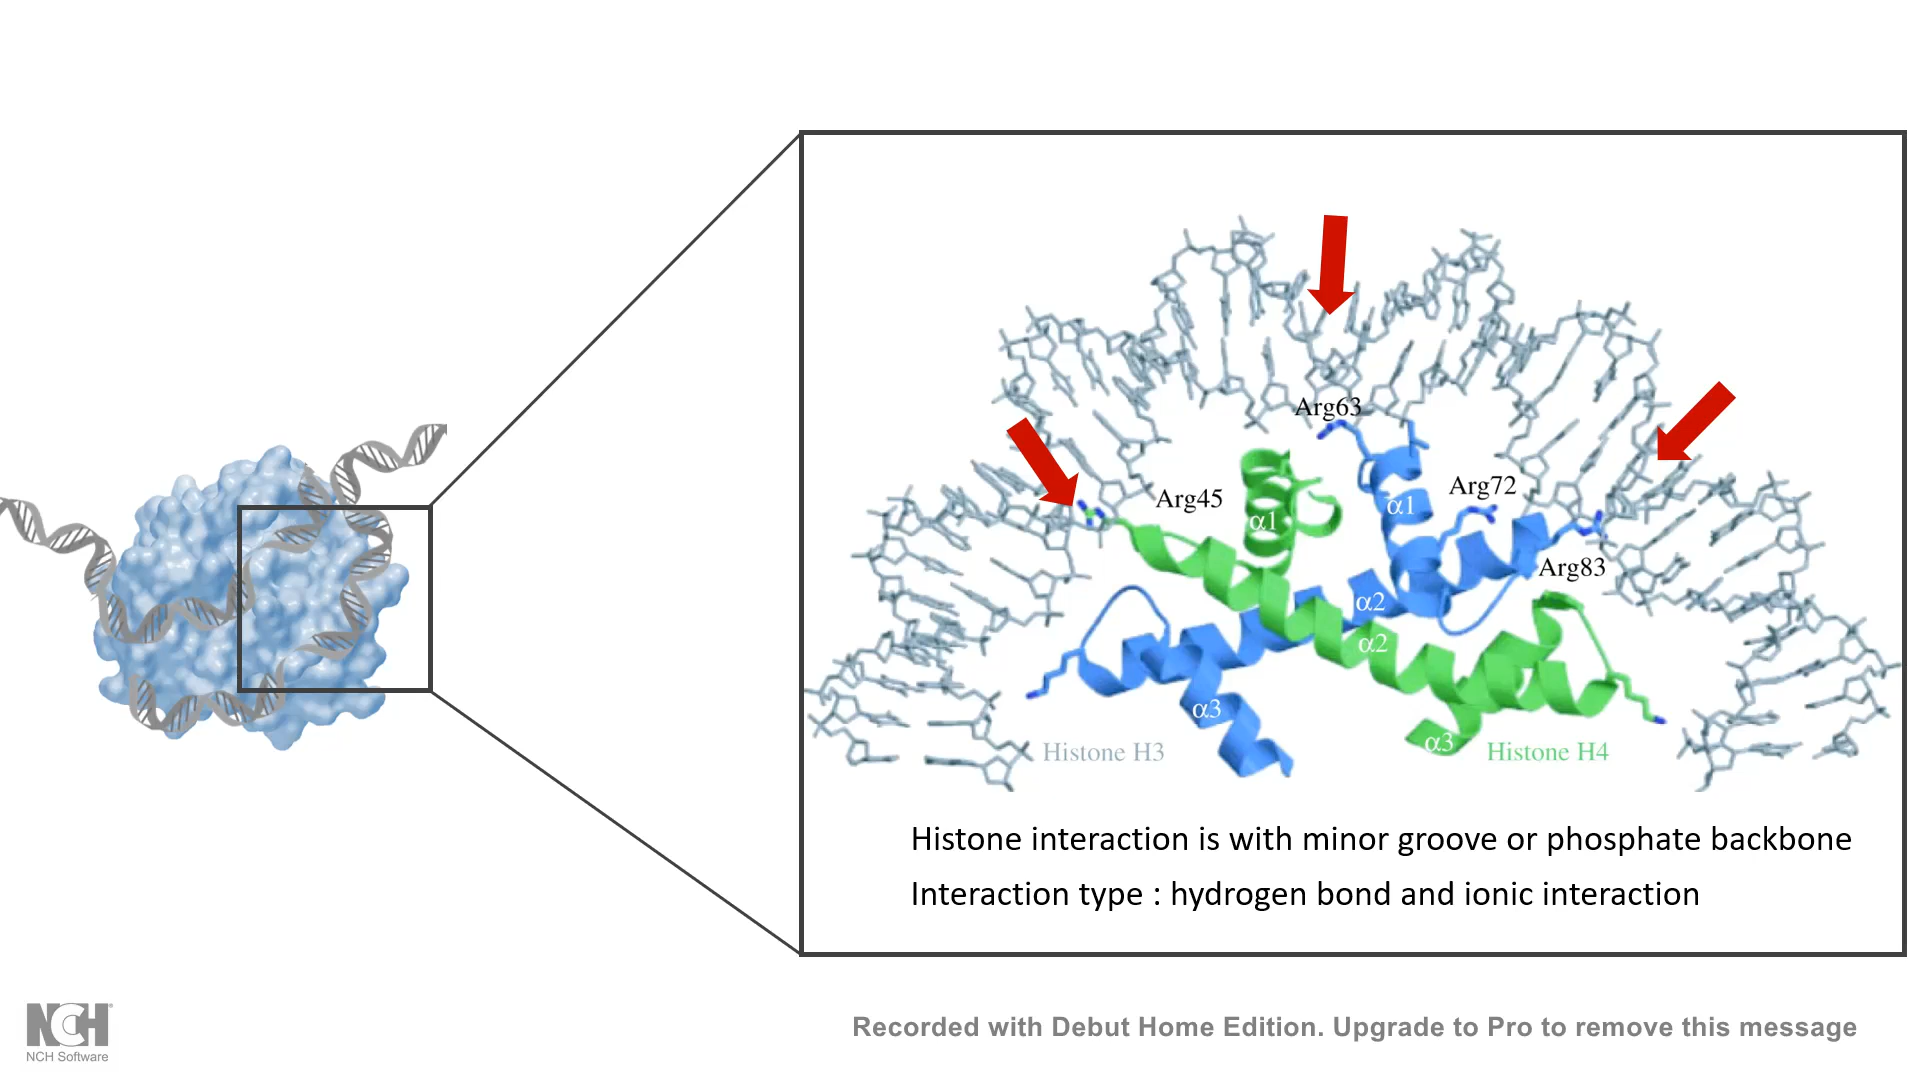 Arg63
Arg45
Arg72
Arg83
α1
α1
α2
α2
α3
α3
Histone H3
Histone H4
Histone interaction is with minor groove or phosphate backbone
Interaction type : hydrogen bond and ionic interaction
NCH
NCH Software
Recorded with Debut Home Edition. Upgrade to Pro to remove this message